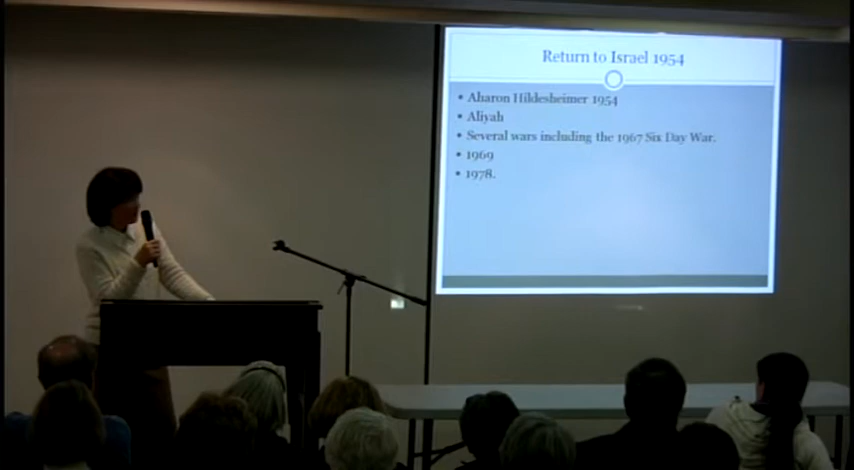 Return to Israel 1954
• Aharon Hildesheimer 1954
• Aliyah
• Several wars including the 1967 Six Day War.
• 1969
• 1978.